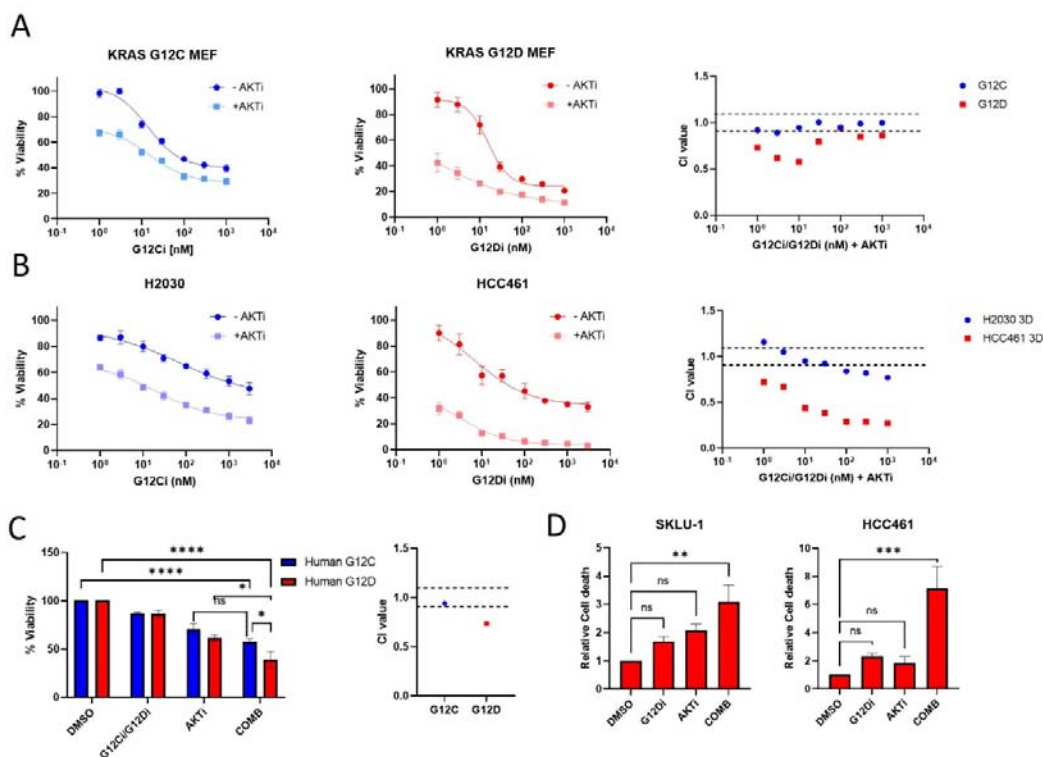 A
KRAS G12C MEF
% Viability
100
80
60
40
20
0
- AKTi
+AKTi
10-1 100 101 102 103 104
G12Ci [nM]
KRAS G12D MEF
% Viability
100
80
60
40
20
0
- AKTi
+AKTi
10-1 100 101 102 103 104
G12Di (nM)
CI value
1.5
1.0
0.5
0.0
G12C
G12D
10-1 100 101 102 103 104
G12Ci/G12Di (nM) + AKTi
B
H2030
% Viability
100
80
60
40
20
0
- AKTi
+AKTi
10-1 100 101 102 103 104
G12Ci (nM)
HCC461
% Viability
100
80
60
40
20
0
- AKTi
+AKTi
10-1 100 101 102 103 104
G12Di (nM)
CI value
1.5
1.0
0.5
0.0
H2030 3D
HCC461 3D
10-1 100 101 102 103 104
G12Ci/G12Di (nM) + AKTi
C
% Viability
150
100
50
0
****
****
*
ns
*
Human G12C
Human G12D
DMSO
G12Ci/G12Di
AKTi
COMB
CI value
1.5
1.0
0.5
0.0
G12C G12D
D
SKLU-1
Relative Cell death
5
4
3
2
1
0
**
ns
ns
DMSO
G12Di
AKTi
COMB
HCC461
Relative Cell death
10
8
6
4
2
0
***
ns
ns
DMSO
G12Di
AKTi
COMB